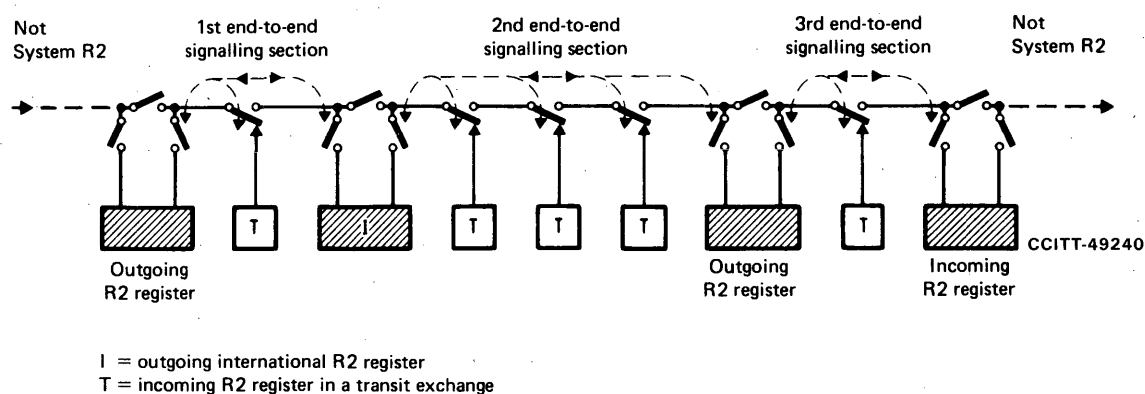 Not
System R2
1st end-to-end
signalling section
2nd end-to-end
signalling section
3rd end-to-end
signalling section
Not
System R2
T
I
T
T
T
T
CCITT-49240
Outgoing
R2 register
Outgoing
R2 register
Incoming
R2 register
I = outgoing international R2 register
T = incoming R2 register in a transit exchange